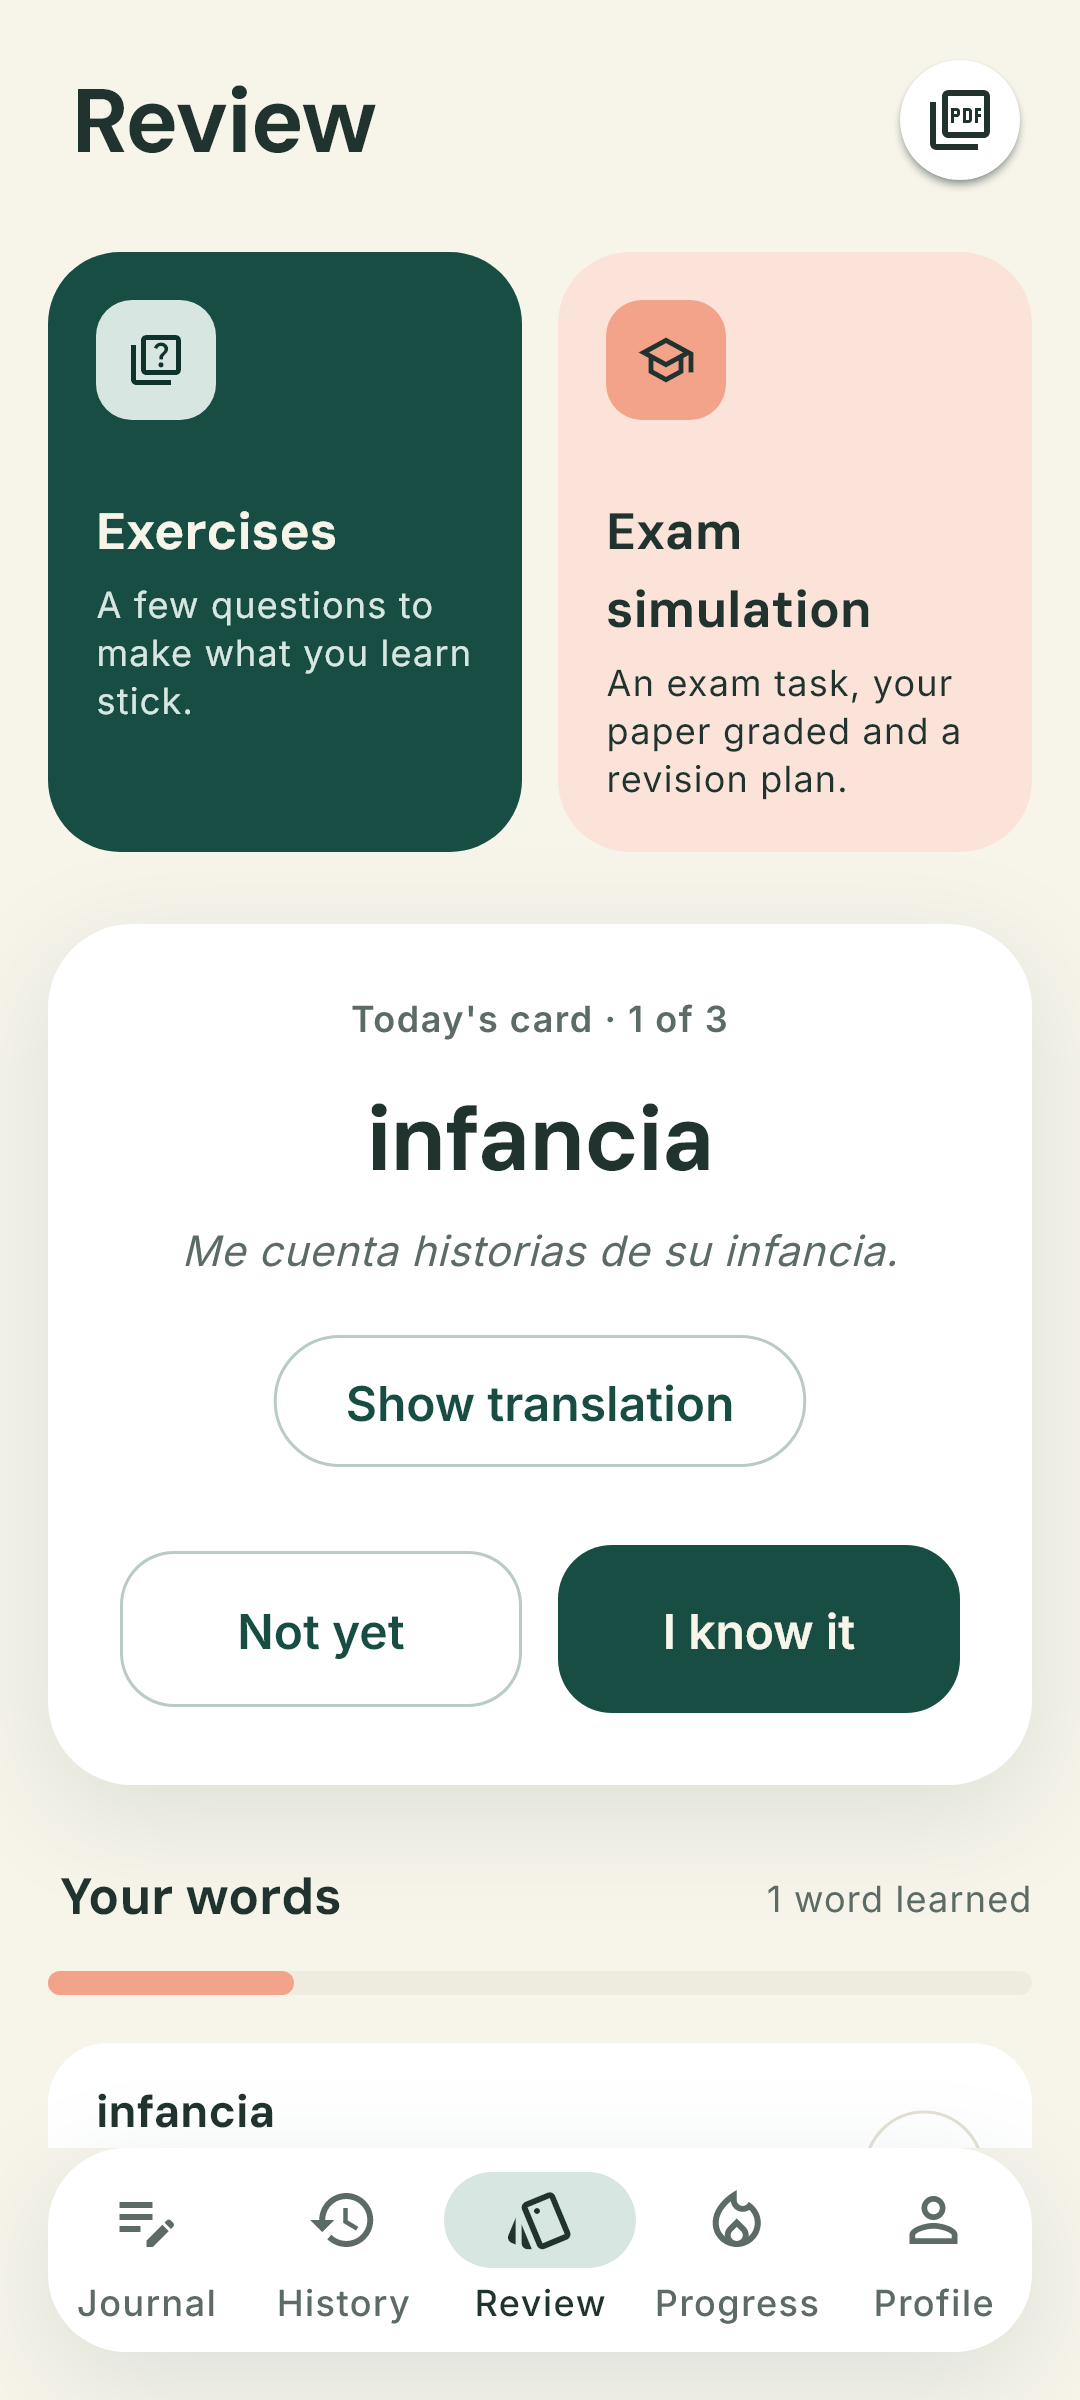 Review
PDF
?
Exercises
A few questions to
make what you learn
stick.
Exam
simulation
An exam task, your
paper graded and a
revision plan.
Today's card · 1 of 3
infancia
Me cuenta historias de su infancia.
Show translation
Not yet
I know it
Your words
1 word learned
infancia
Journal
History
Review
Progress
Profile